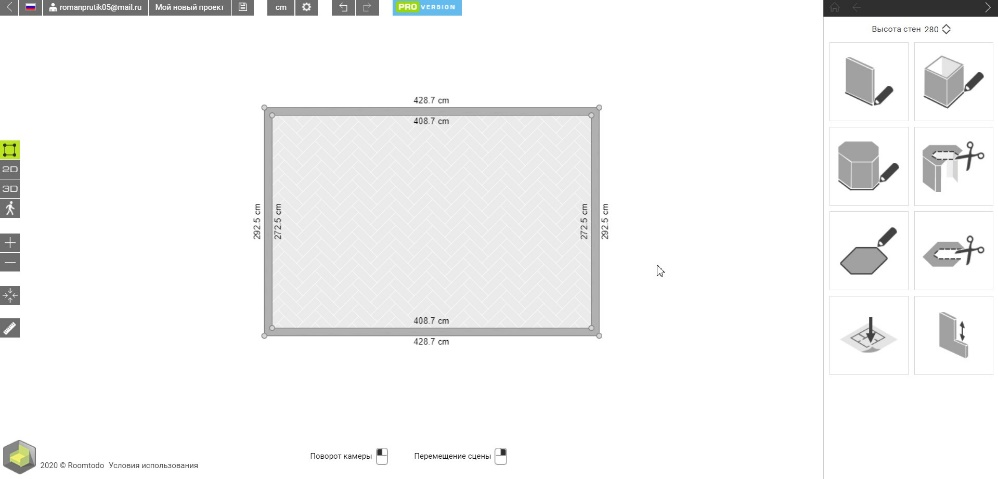 romanprutik05@mail.ru
Мой новый проект
cm
PRO VERSION
Высота стен 280
428.7 cm
408.7 cm
292.5 cm
272.5 cm
272.5 cm
292.5 cm
408.7 cm
428.7 cm
2D
3D
Поворот камеры
Перемещение сцены
2020 © Roomtodo .Условия использования